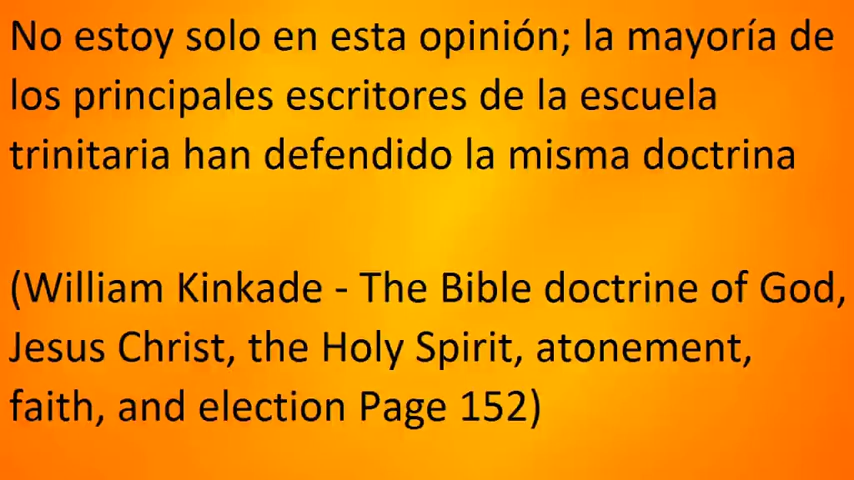 No estoy solo en esta opinión; la mayoría de
los principales escritores de la escuela
trinitaria han defendido la misma doctrina
(William Kinkade - The Bible doctrine of God,
Jesus Christ, the Holy Spirit, atonement,
faith, and election Page 152)